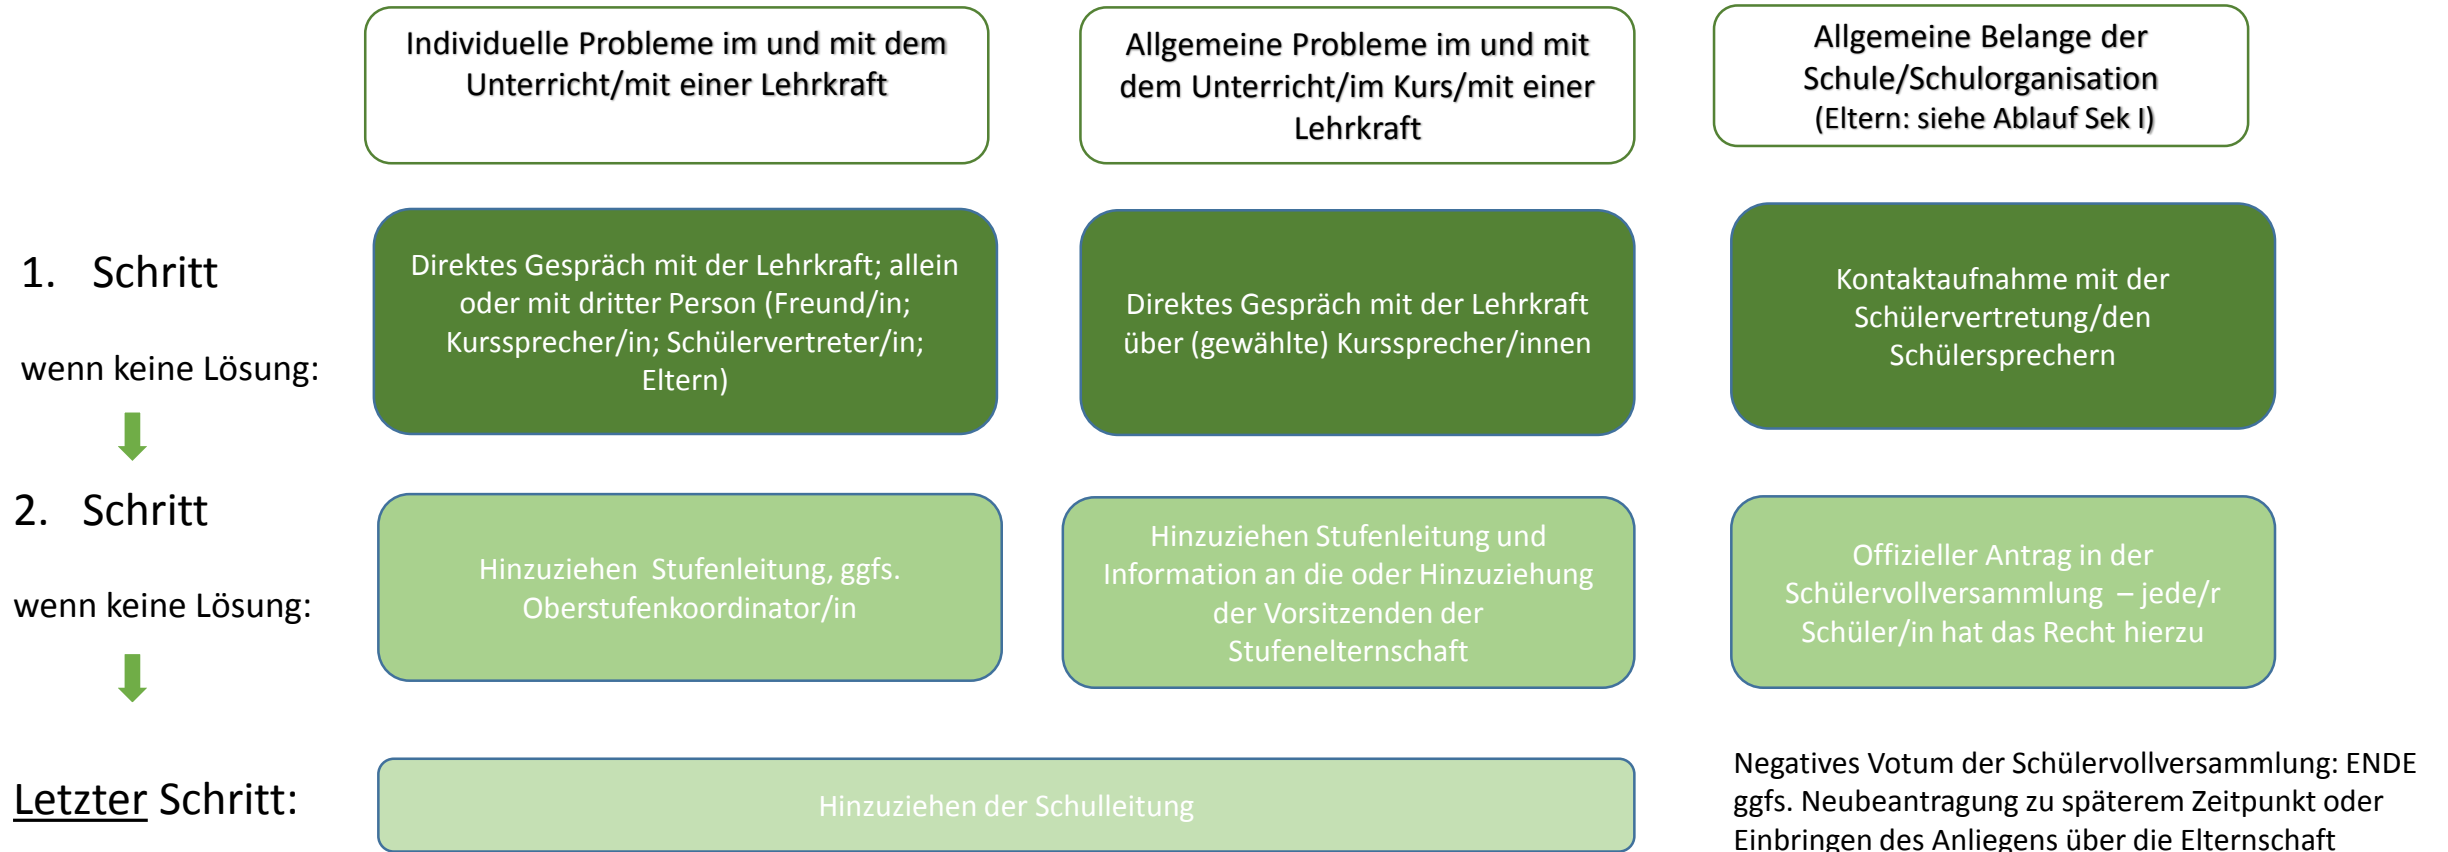 Individuelle Probleme im und mit dem
Unterricht/mit einer Lehrkraft
Allgemeine Probleme im und mit
dem Unterricht/im Kurs/mit einer
Lehrkraft
Allgemeine Belange der
Schule/Schulorganisation
(Eltern: siehe Ablauf Sek I)
1. Schritt
wenn keine Lösung:
Direktes Gespräch mit der Lehrkraft; allein
oder mit dritter Person (Freund/in;
Kurssprecher/in; Schülervertreter/in;
Eltern)
Direktes Gespräch mit der Lehrkraft
über (gewählte) Kurssprecher/innen
Kontaktaufnahme mit der
Schülervertretung/den
Schülersprechern
2. Schritt
wenn keine Lösung:
Hinzuziehen Stufenleitung, ggfs.
Oberstufenkoordinator/in
Hinzuziehen Stufenleitung und
Information an die oder Hinzuziehung
der Vorsitzenden der
Stufenelternschaft
Offizieller Antrag in der
Schülervollversammlung – jede/r
Schüler/in hat das Recht hierzu
Letzter Schritt:
Hinzuziehen der Schulleitung
Negatives Votum der Schülervollversammlung: ENDE
ggfs. Neubeantragung zu späterem Zeitpunkt oder
Einbringen des Anliegens über die Elternschaft